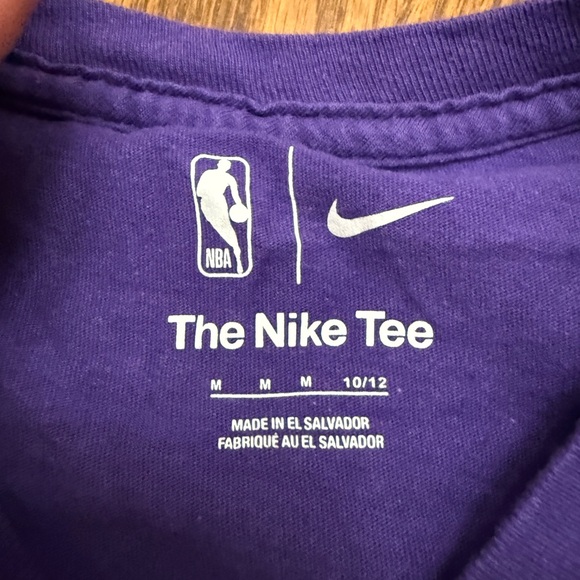 NBA
The Nike Tee
M M M 10/12
MADE IN EL SALVADOR
FABRIQUÉ AU EL SALVADOR